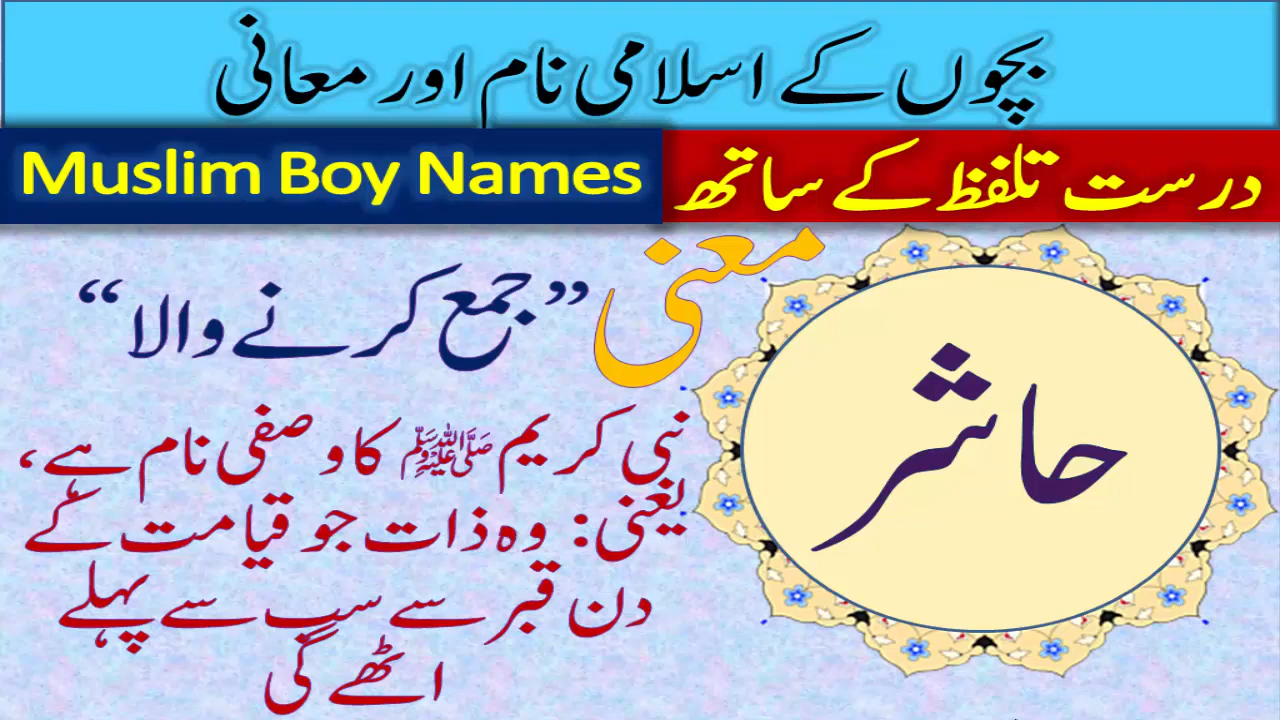 بچوں کے اسلامی نام اور معانی
درست تلفظ کے ساتھ
Muslim Boy Names
حاشر
معنی ”جمع کرنے والا“
نبی کریم ﷺ کا وصفی نام ہے،
یعنی: وہ ذات جو قیامت کے
دن قبر سے سب سے پہلے
اٹھے گی